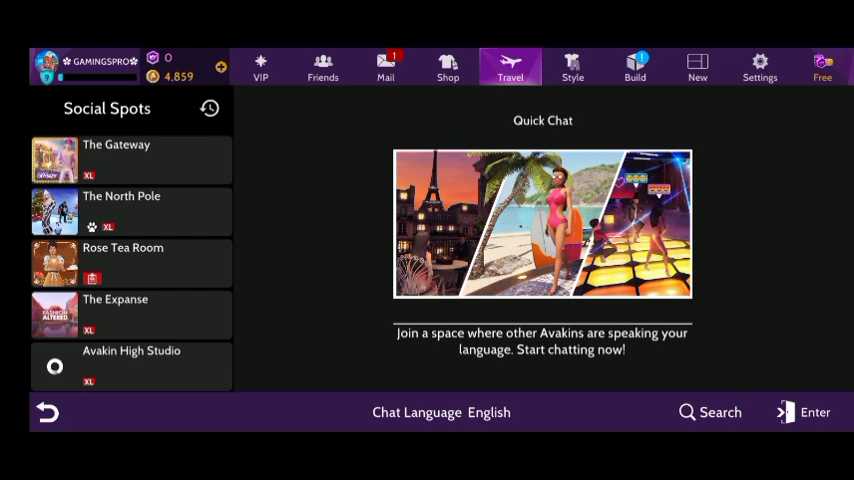 ✿ GAMINGSPRO✿
0
9
4,859
VIP
Friends
1
Mail
Shop
Travel
Style
!
Build
New
Settings
Free
Social Spots
The Gateway
XL
The North Pole
XL
Rose Tea Room
The Expanse
FASHION
ALTERED
XL
Avakin High Studio
XL
Quick Chat
Join a space where other Avakins are speaking your
language. Start chatting now!
Chat Language English
Search
Enter